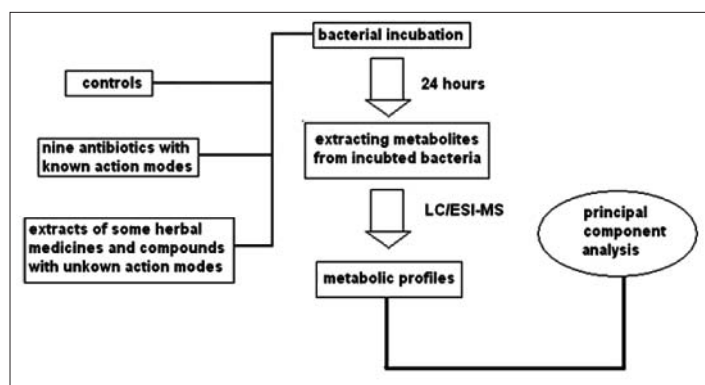 bacterial incubation
controls
24 hours
nine antibiotics with
known action modes
extracting metabolites
from incubted bacteria
extracts of some herbal
medicines and compounds
with unkown action modes
LC/ESI-MS
principal
component
analysis
metabolic profiles